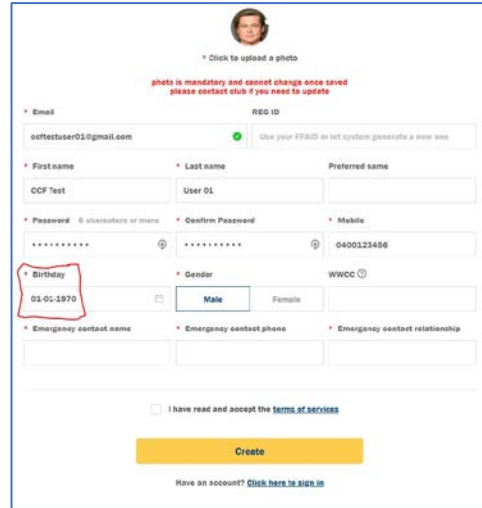 * Click to upload a photo
photo is mandatory and cannot change once saved
please contact club if you need to update
* Email REG ID
osftestuser01@gmail.com Use your FFAID or let system generate a new one
* First name * Last name Preferred name
CCF Test User 01
* Password 6 characters or more * Confirm Password * Mobile
•••••••••• •••••••••• 0400123456
* Birthday * Gender WWCC ?
01-01-1970 Male Female
* Emergency contact name * Emergency contact phone * Emergency contact relationship
I have read and accept the terms of services
Create
Have an account? Click here to sign in